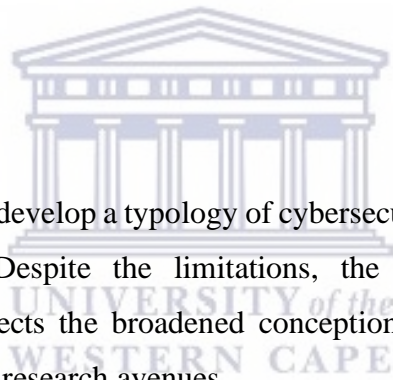 develop a typology of cybersecu
Despite the limitations, the
UNIVERSITY of the
ects the broadened conception
WESTERN CAPE
research avenues